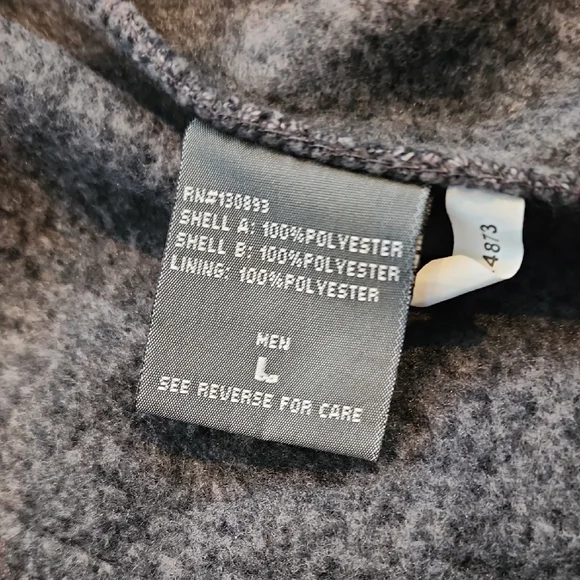 RN#130893
SHELL A: 100%POLYESTER
SHELL B: 100%POLYESTER
LINING: 100%POLYESTER
MEN
L
SEE REVERSE FOR CARE
4873